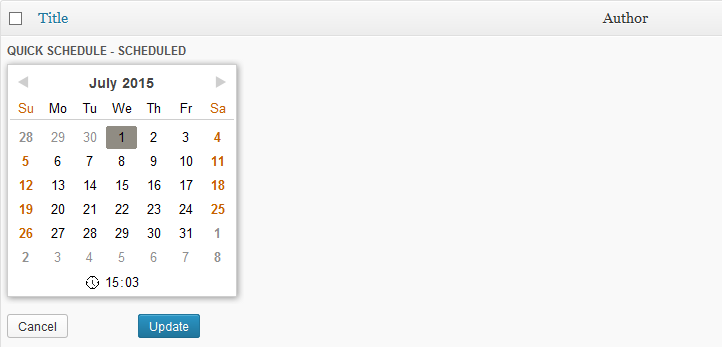 Title Author
QUICK SCHEDULE - SCHEDULED
July 2015
Su Mo Tu We Th Fr Sa
28 29 30 1 2 3 4
5 6 7 8 9 10 11
12 13 14 15 16 17 18
19 20 21 22 23 24 25
26 27 28 29 30 31 1
2 3 4 5 6 7 8
15:03
Cancel Update